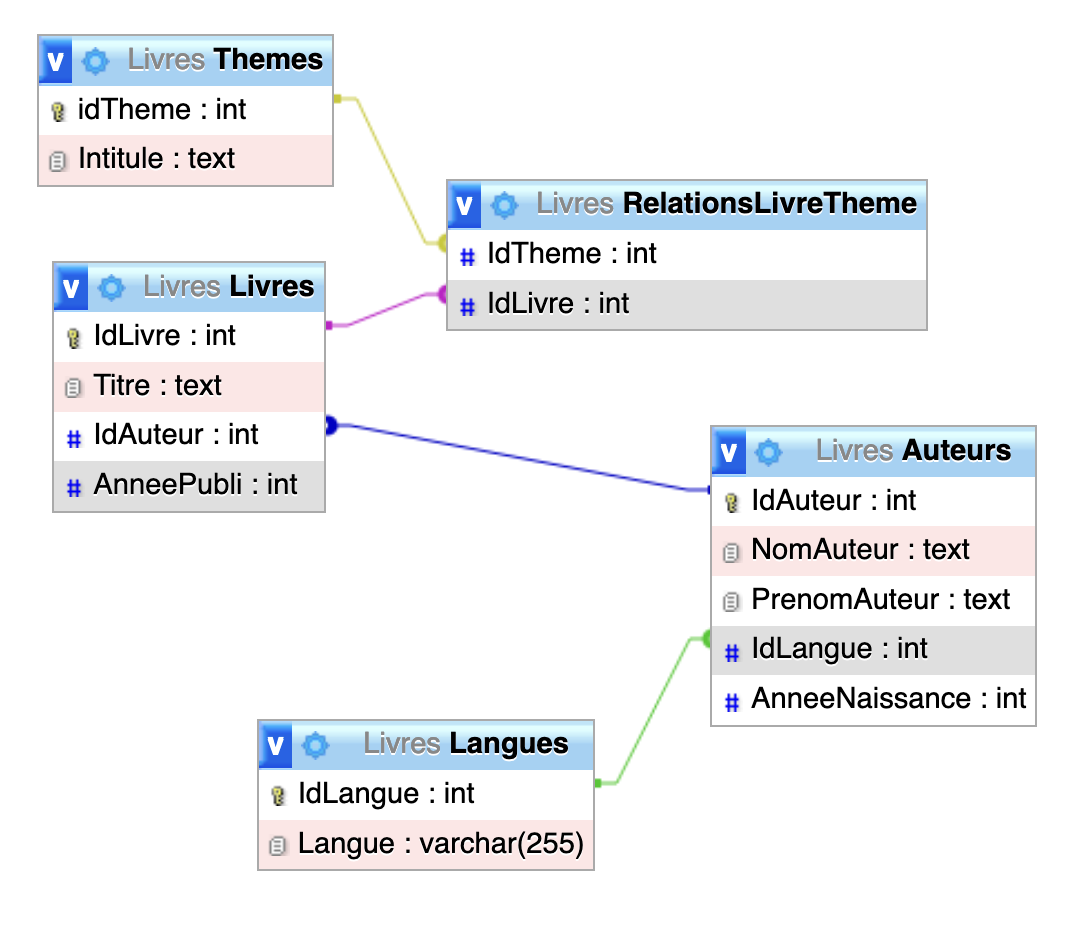 v Livres Themes
idTheme : int
Intitule : text
v Livres RelationsLivreTheme
# IdTheme : int
# IdLivre : int
v Livres Livres
IdLivre : int
Titre : text
# IdAuteur : int
# AnneePubli : int
v Livres Auteurs
IdAuteur : int
NomAuteur : text
PrenomAuteur : text
# IdLangue : int
# AnneeNaissance : int
v Livres Langues
IdLangue : int
Langue : varchar(255)